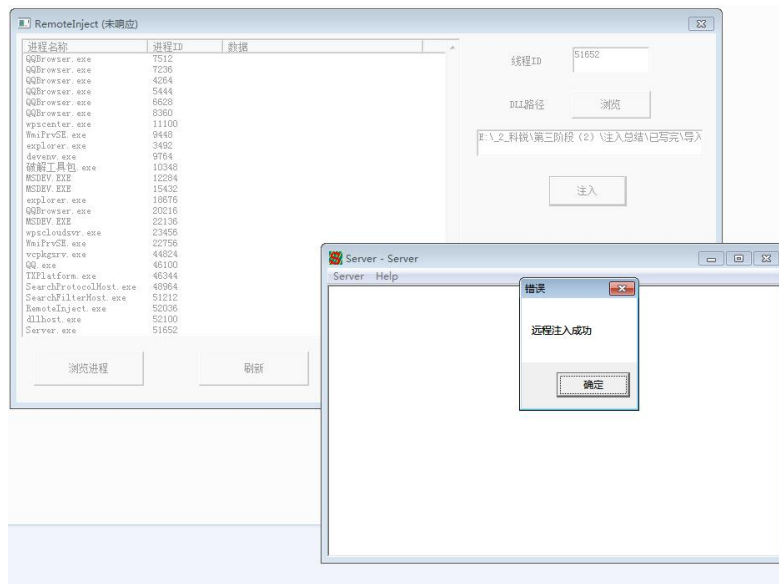 RemoteInject (未响应)
进程名称 进程ID 数据
QQBrowser.exe 7512
QQBrowser.exe 7236
QQBrowser.exe 4264
QQBrowser.exe 5444
QQBrowser.exe 6628
QQBrowser.exe 8360
wpscenter.exe 11100
WmiPrvSE.exe 9448
explorer.exe 3492
devenv.exe 9764
破解工具包.exe 10348
MSDEV.EXE 12284
MSDEV.EXE 15432
explorer.exe 18676
QQBrowser.exe 20216
MSDEV.EXE 22136
wpscloudsvr.exe 23456
WmiPrvSE.exe 22756
vcpkgsrv.exe 44824
QQ.exe 46100
TXPlatform.exe 46344
SearchProtocolHost.exe 48964
SearchFilterHost.exe 51212
RemoteInject.exe 52036
dllhost.exe 52100
Server.exe 51652
浏览进程 刷新
线程ID 51652
DLL路径 浏览
E:\_2_科锐\第三阶段（2）\注入总结\已写完\导入
注入
Server - Server
Server Help
错误
远程注入成功
确定